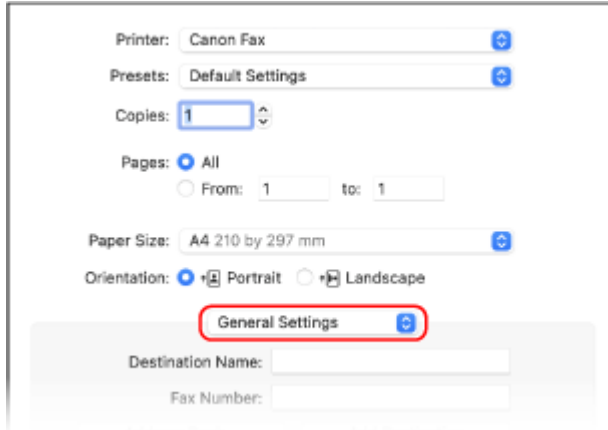 Printer: Canon Fax
Presets: Default Settings
Copies: 1
Pages: All
From: 1 to: 1
Paper Size: A4 210 by 297 mm
Orientation: Portrait Landscape
General Settings
Destination Name:
Fax Number: